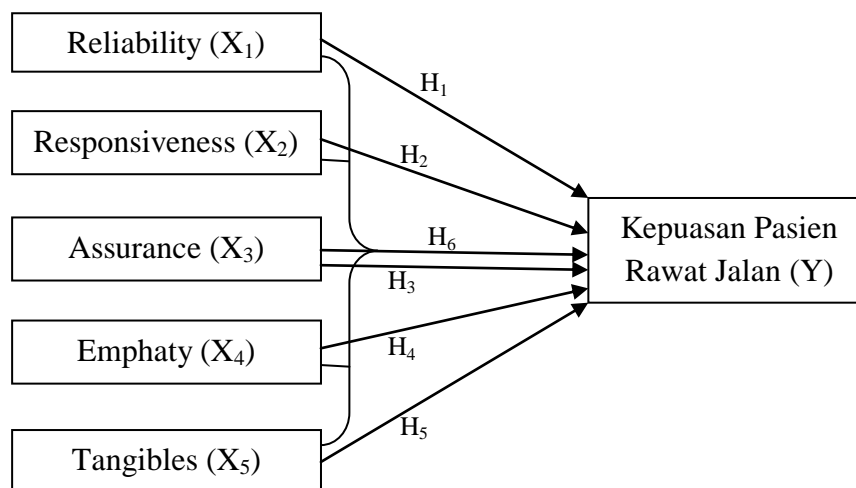 Reliability (X₁)
H₁
Responsiveness (X₂)
H₂
Assurance (X₃)
H₆
H₃
Kepuasan Pasien
Rawat Jalan (Y)
Emphaty (X₄)
H₄
Tangibles (X₅)
H₅